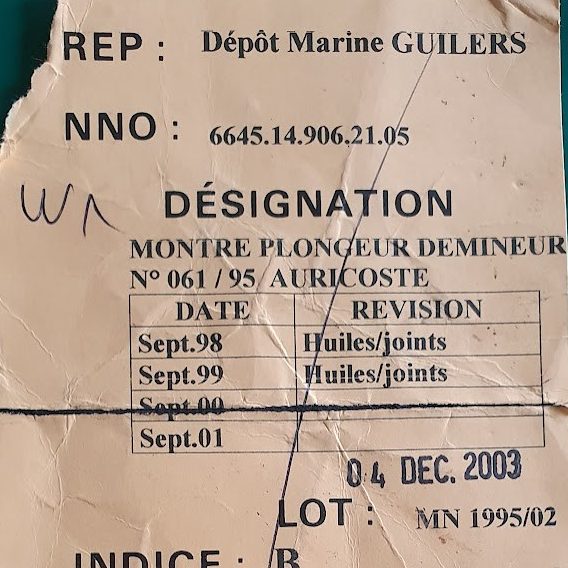 REP : Dépôt Marine GUILERS
NNO : 6645.14.906.21.05
DÉSIGNATION
MONTRE PLONGEUR DEMINEUR
N° 061 / 95 AURICOSTE
DATE REVISION
Sept.98 Huiles/joints
Sept.99 Huiles/joints
Sept.00
Sept.01
04 DEC. 2003
LOT : MN 1995/02
INDICE : B